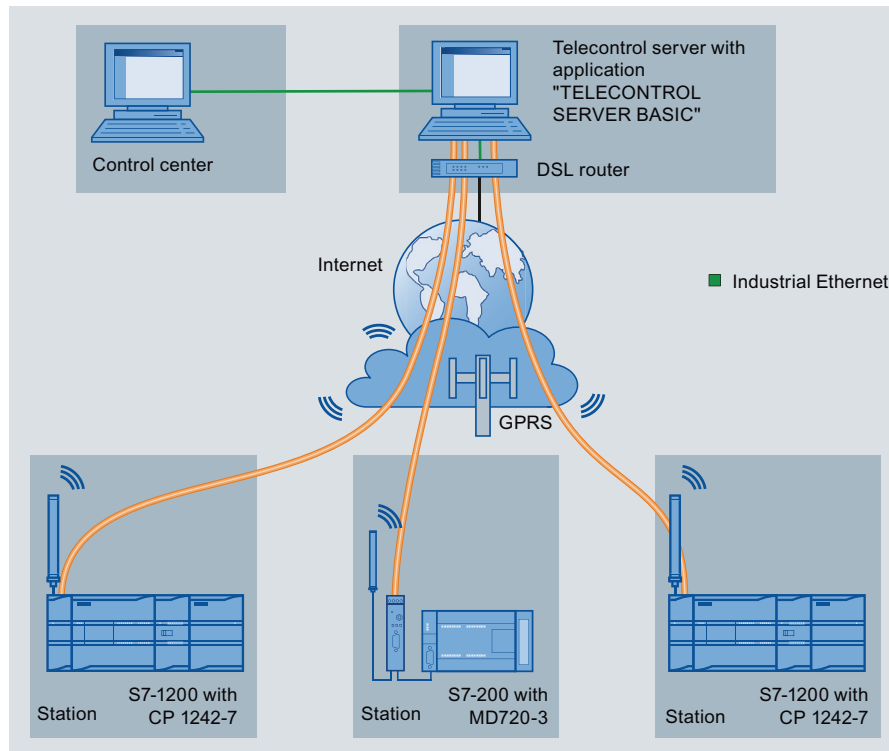 Control center
Telecontrol server with
application
"TELECONTROL
SERVER BASIC"
DSL router
Internet
Industrial Ethernet
GPRS
Station
S7-1200 with
CP 1242-7
Station
S7-200 with
MD720-3
Station
S7-1200 with
CP 1242-7